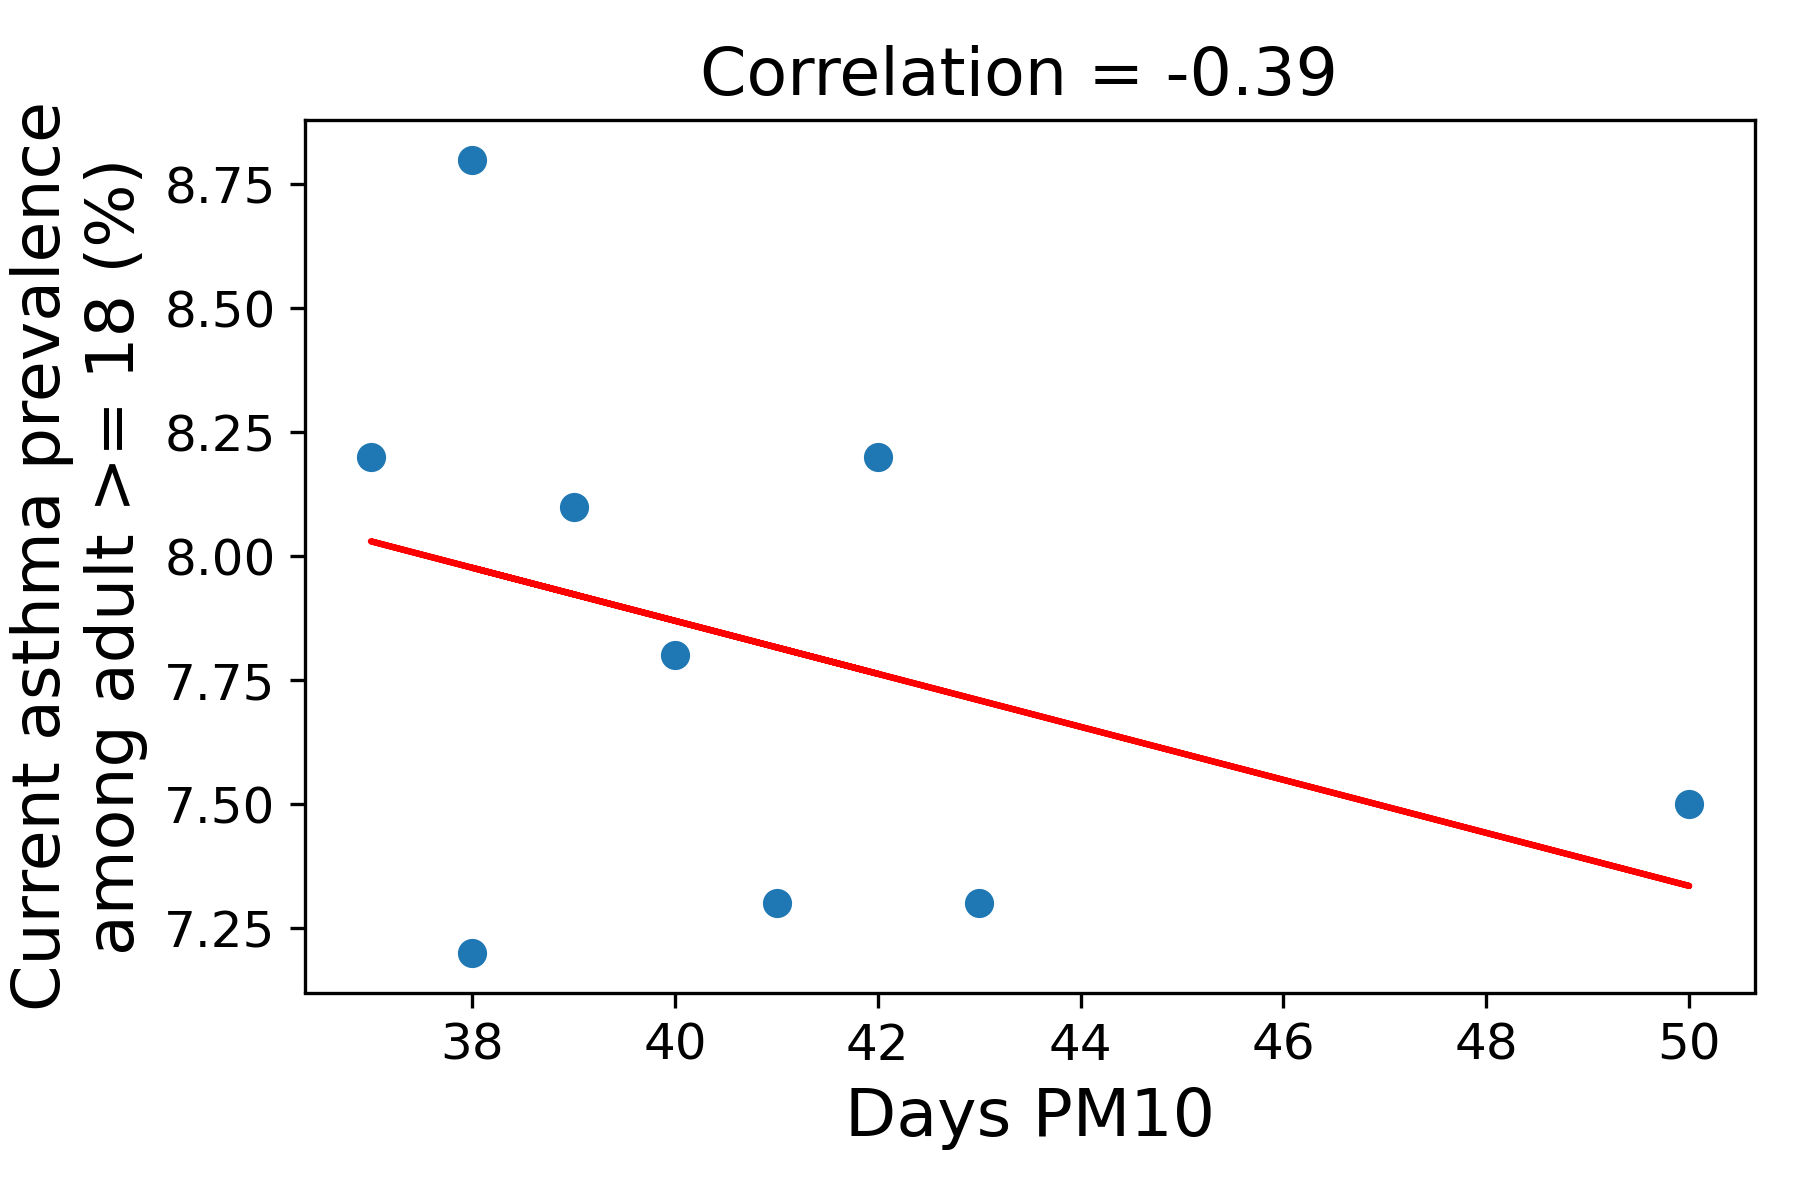 Correlation = -0.39
Current asthma prevalence
among adult >= 18 (%)
8.75
8.50
8.25
8.00
7.75
7.50
7.25
38 40 42 44 46 48 50
Days PM10